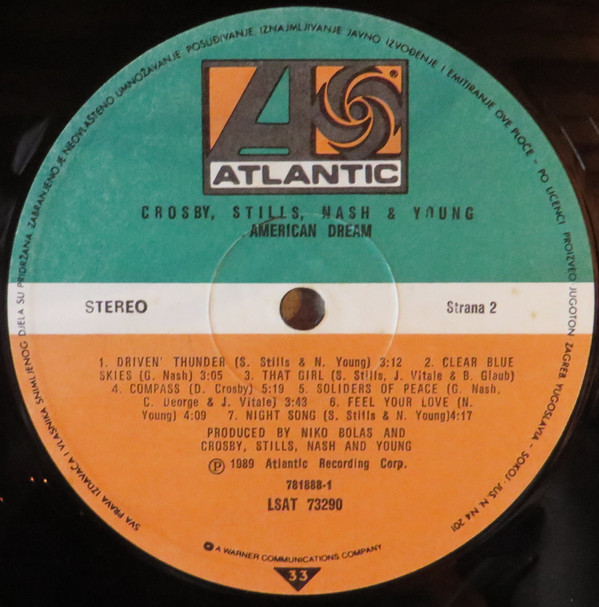 SVA PRAVA IZDAVAČA I VLASNIKA SNIMLJENOG DJELA SU PRIDRŽANA ZABRANJENO JE NEOVLAŠTENO UMNOŽAVANJE, POSUĐIVANJE, IZNAJMLJIVANJE JAVNO IZVOĐENJE I EMITIRANJE OVE PLOČE - PO LICENCI PROIZVEO JUGOTON ZAGREB YUGOSLAVIA - SOKOJ · JUS. N. N4. 201
ATLANTIC
®
CROSBY, STILLS, NASH & YOUNG
AMERICAN DREAM
STEREO
Strana 2
1. DRIVEN' THUNDER (S. Stills & N. Young) 3:12 2. CLEAR BLUE
SKIES (G. Nash) 3:05 3. THAT GIRL (S. Stills, J. Vitale & B. Glaub)
4. COMPASS (D. Crosby) 5:19 5. SOLIDERS OF PEACE (G. Nash,
C. Deorge & J. Vitale) 3:43 6. FEEL YOUR LOVE (N.
Young) 4:09 7. NIGHT SONG (S. Stills & N. Young)4:17
PRODUCED BY NIKO BOLAS AND
CROSBY, STILLS, NASH AND YOUNG
Ⓟ 1989 Atlantic Recording Corp.
781888-1
LSAT 73290
A WARNER COMMUNICATIONS COMPANY
33